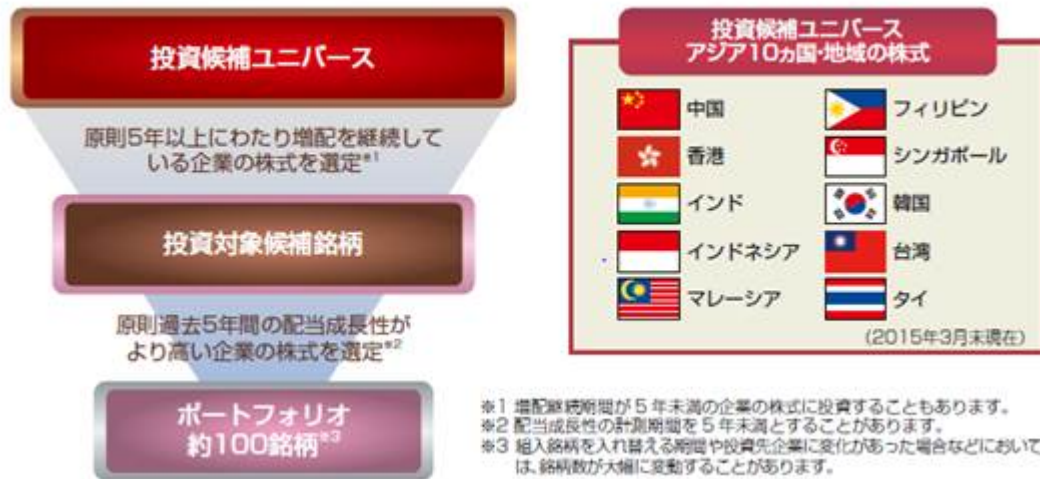 投資候補ユニバース
原則5年以上にわたり増配を継続して
いる企業の株式を選定※1
投資対象候補銘柄
原則過去5年間の配当成長性が
より高い企業の株式を選定※2
ポートフォリオ
約100銘柄※3
投資候補ユニバース
アジア10ヵ国・地域の株式
中国
フィリピン
香港
シンガポール
インド
韓国
インドネシア
台湾
マレーシア
タイ
(2015年3月末現在)
※1 増配継続期間が5年未満の企業の株式に投資することもあります。
※2 配当成長性の計測期間を5年未満とすることがあります。
※3 組入銘柄を入れ替える期間や投資先企業に変化があった場合などにおいて
は、銘柄数が大幅に変動することがあります。